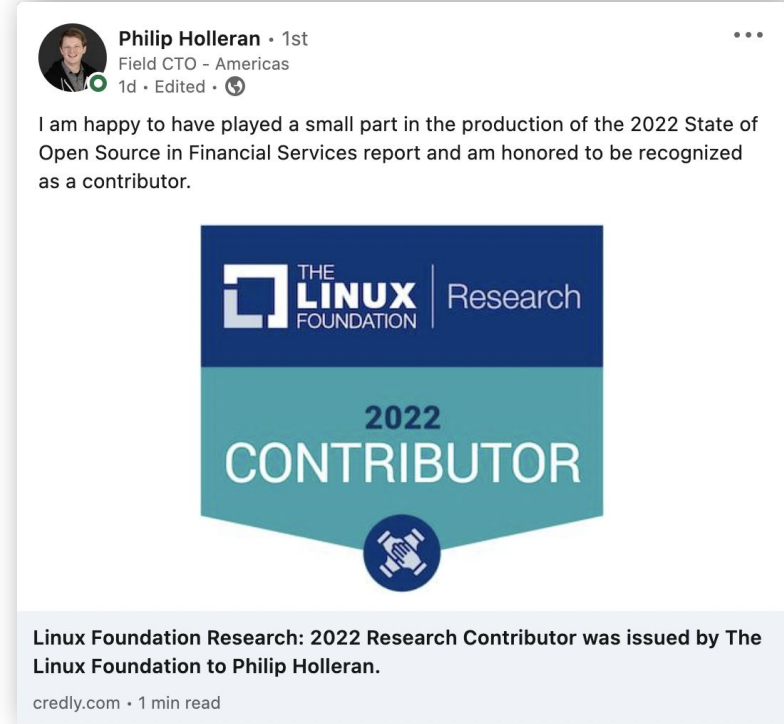 Philip Holleran • 1st
Field CTO - Americas
1d • Edited •
I am happy to have played a small part in the production of the 2022 State of
Open Source in Financial Services report and am honored to be recognized
as a contributor.
THE
LINUX
FOUNDATION
Research
2022
CONTRIBUTOR
Linux Foundation Research: 2022 Research Contributor was issued by The
Linux Foundation to Philip Holleran.
credly.com • 1 min read